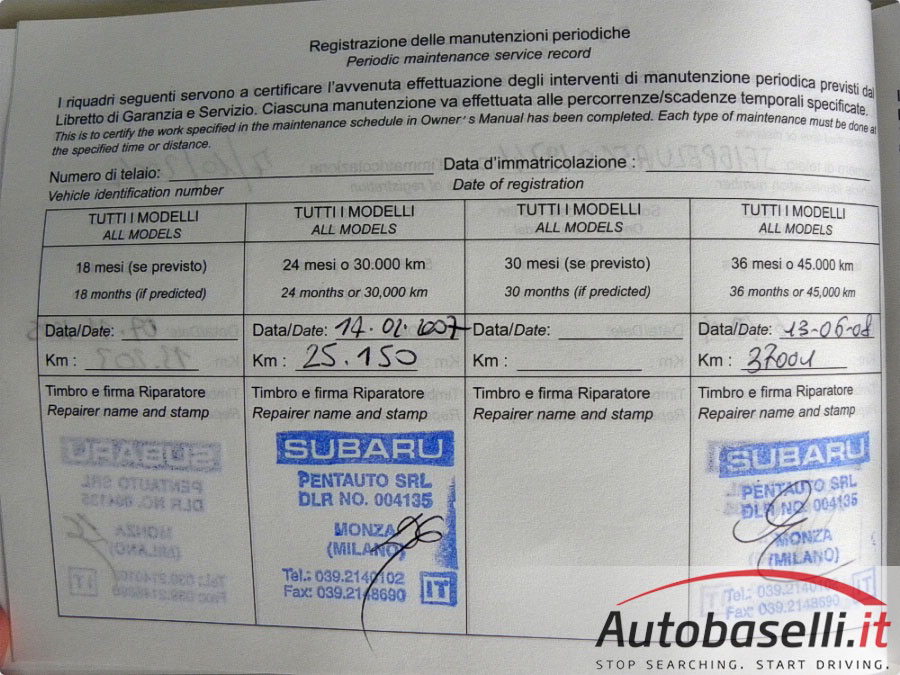 Registrazione delle manutenzioni periodiche
Periodic maintenance service record
I riquadri seguenti servono a certificare l'avvenuta effettuazione degli interventi di manutenzione periodica previsti dal
Libretto di Garanzia e Servizio. Ciascuna manutenzione va effettuata alle percorrenze/scadenze temporali specificate.
This is to certify the work specified in the maintenance schedule in Owner's Manual has been completed. Each type of maintenance must be done at
the specified time or distance.
Numero di telaio: Data d'immatricolazione :
Vehicle identification number Date of registration
TUTTI I MODELLI
ALL MODELS
18 mesi (se previsto)
18 months (if predicted)
Data/Date:
Km :
Timbro e firma Riparatore
Repairer name and stamp
TUTTI I MODELLI
ALL MODELS
24 mesi o 30.000 km
24 months or 30,000 km
Data/Date: 14.02.2007
Km : 25.150
Timbro e firma Riparatore
Repairer name and stamp
SUBARU
PENTAUTO SRL
DLR NO. 004135
MONZA
(MILANO)
Tel.: 039.2140102
Fax: 039.2148690
IT
TUTTI I MODELLI
ALL MODELS
30 mesi (se previsto)
30 months (if predicted)
Data/Date:
Km :
Timbro e firma Riparatore
Repairer name and stamp
TUTTI I MODELLI
ALL MODELS
36 mesi o 45.000 km
36 months or 45,000 km
Data/Date: 13-06-08
Km :
Timbro e firma Riparatore
Repairer name and stamp
SUBARU
PENTAUTO SRL
DLR NO. 004135
MONZA
(MILANO)
Tel.: 039.2140102
Fax: 039.2148690
Autobaselli.it
STOP SEARCHING. START DRIVING.